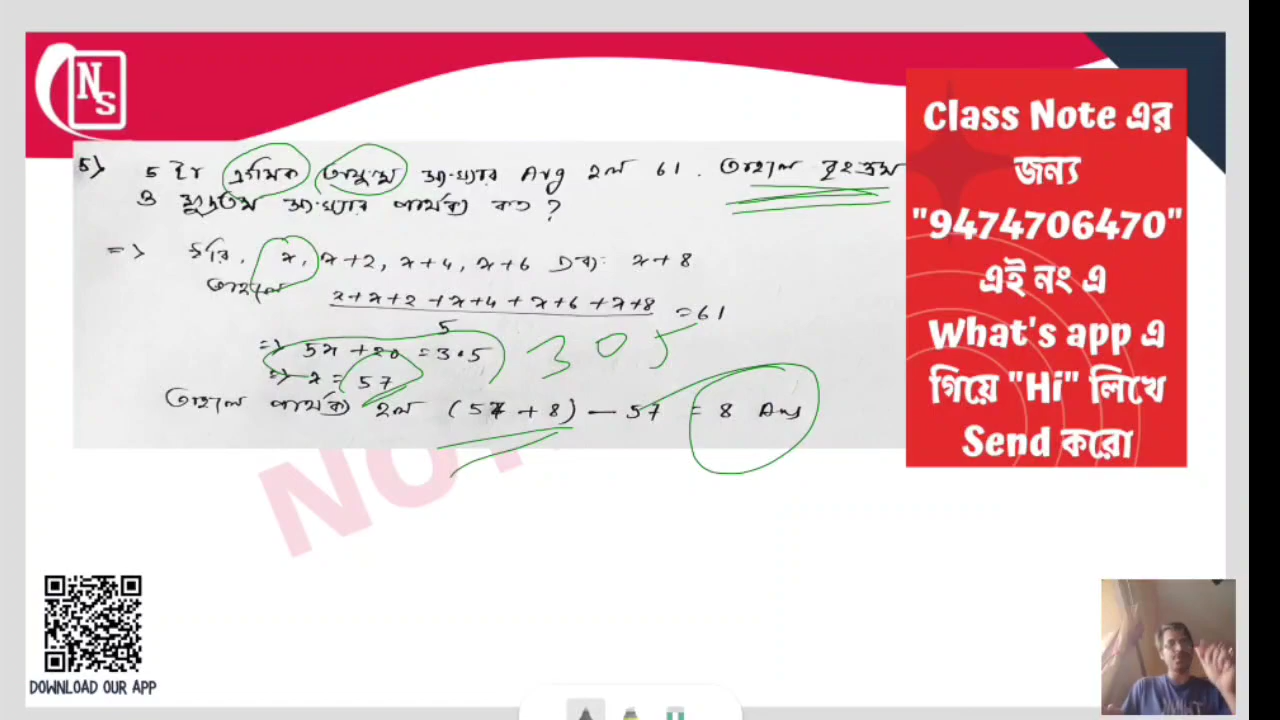 NS
5) 5 টি ক্রমিক অযুগ্ম সংখ্যার Avg হল 61. তাহলে বৃহত্তম
ও ক্ষুদ্রতম সংখ্যার পার্থক্য কত ?
=> ধরি, x, x+2, x+4, x+6 এবং x+8
তাহলে
x+x+2+x+4+x+6+x+8
5
=61
=> 5x+20 = 305
305
=> x = 57
তাহলে পার্থক্য হল (57+8) - 57 = 8 Ans
Class Note এর
জন্য
"9474706470"
এই নং এ
What's app এ
গিয়ে "Hi" লিখে
Send করো
NOT
DOWNLOAD OUR APP